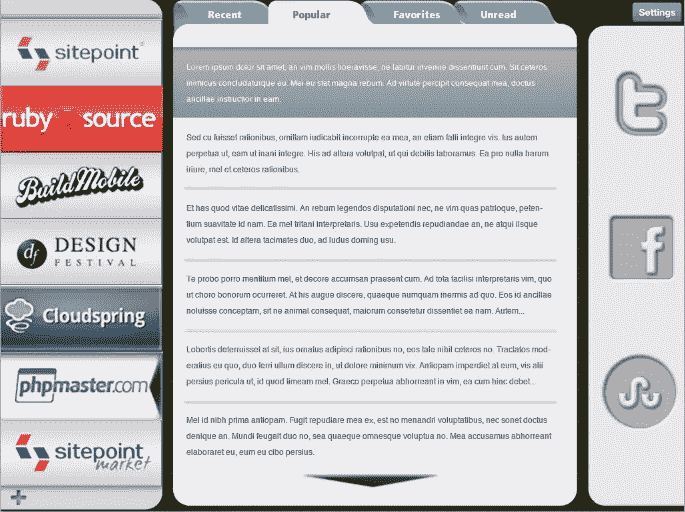 Recent
Popular
Favorites
Unread
Settings
sitepoint
ruby source
BuildMobile
df DESIGN
FESTIVAL
Cloudspring
phpmaster.com
sitepoint
market
Lorem ipsum dolor sit amet, an vim mollis liberavisse, ne labitur invenire dissentiunt cum. Sit ceteros
inimicus concludaturque eu. Mei eu stet magna rebum. Ad virtute percipit consequat mea, doctus
ancillae instructior in eam.
Sed cu fuisset rationibus, omittam iudicabit incorrupte ea mea, an etiam falli integre vis. Ius autem
perpetua ut, eam ut inani integre. His ad altera volutpat, ut qui debitis laboramus. Ea pro nulla harum
iriure, mel et ceteros rationibus.
Et has quod vitae delicatissimi. An rebum legendos disputationi nec, ne vim quas patrioque, peten-
tium suavitate id nam. Ea mel tritani interpretaris. Usu expetendis repudiandae an, ne atqui iisque
volutpat est. Id altera tacimates duo, ad ludus doming usu.
Te probo porro mentitum mel, et decore accumsan praesent cum. Ad tota facilisi interpretaris vim, quo
ut choro bonorum ocurreret. At his augue discere, quaeque numquam inermis ad quo. Eos id ancillae
noluisse conceptam, sit ne animal consequat, maiorum consetetur dissentiet ea nam. Autem...
Lobortis deterruisset at sit, ius ornatus adipisci rationibus no, eos tale nihil ceteros no. Tractatos mod-
eratius eu quo, duo ferri ullum discere in, ut dolore minimum vix. Antiopam imperdiet at eum, vis alii
persius pericula ut, id quod timeam mel. Graeco perpetua abhorreant in vim, ea cum hinc debet...
Mel id nibh prima antiopam. Fugit repudiare mea ex, est no menandri voluptatibus, nec sonet doctus
denique an. Mundi feugait duo no, sea quaeque omnesque voluptua no. Mea accusamus abhorreant
elaboraret eu, eum eu cibo persius.